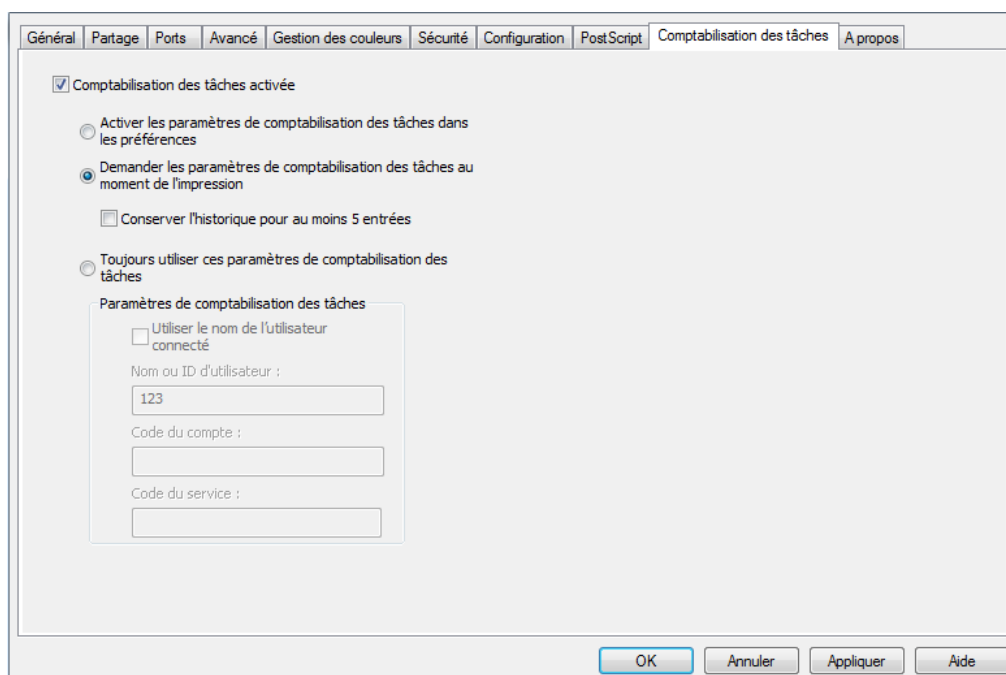 Général Partage Ports Avancé Gestion des couleurs Sécurité Configuration PostScript Comptabilisation des tâches A propos
Comptabilisation des tâches activée
Activer les paramètres de comptabilisation des tâches dans
les préférences
Demander les paramètres de comptabilisation des tâches au
moment de l'impression
Conserver l'historique pour au moins 5 entrées
Toujours utiliser ces paramètres de comptabilisation des
tâches
Paramètres de comptabilisation des tâches
Utiliser le nom de l'utilisateur
connecté
Nom ou ID d'utilisateur :
123
Code du compte :
Code du service :
OK Annuler Appliquer Aide